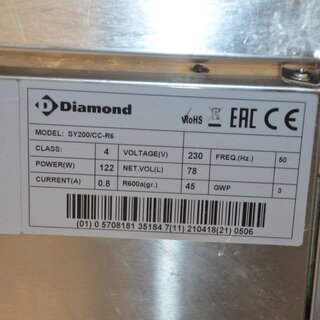 Diamond
RoHS EAC CE
MODEL: SY200/CC-R6
CLASS: 4 VOLTAGE(V) 230 FREQ.(Hz.) 50
POWER(W) 122 NET.VOL(L) 78
CURRENT(A) 0.8 R600a(gr.) 45 GWP 3
(01) 0 5708181 35184 7(11) 210418(21) 0506